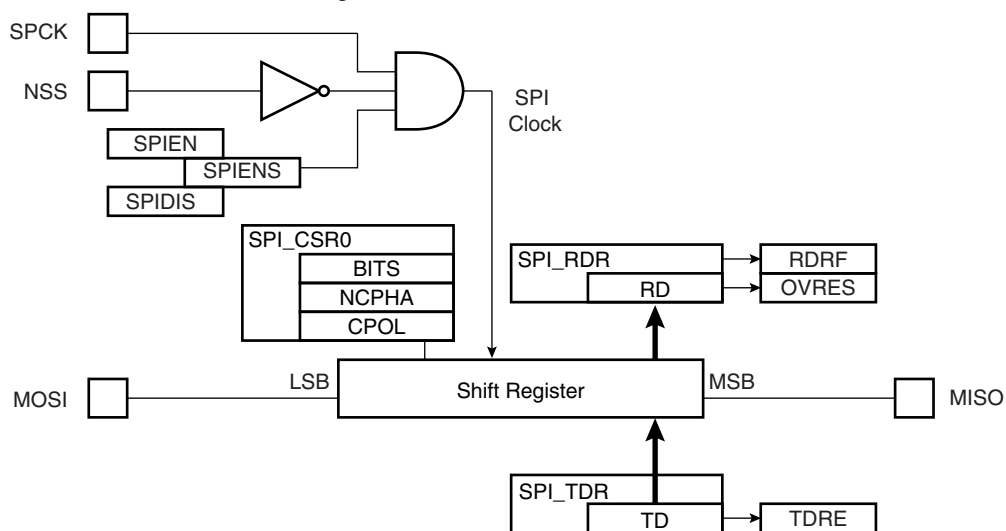 SPCK
NSS
SPI
Clock
SPIEN
SPIENS
SPIDIS
SPI_CSR0
BITS
NCPHA
CPOL
SPI_RDR
RD
RDRF
OVRES
MOSI
LSB
Shift Register
MSB
MISO
SPI_TDR
TD
TDRE